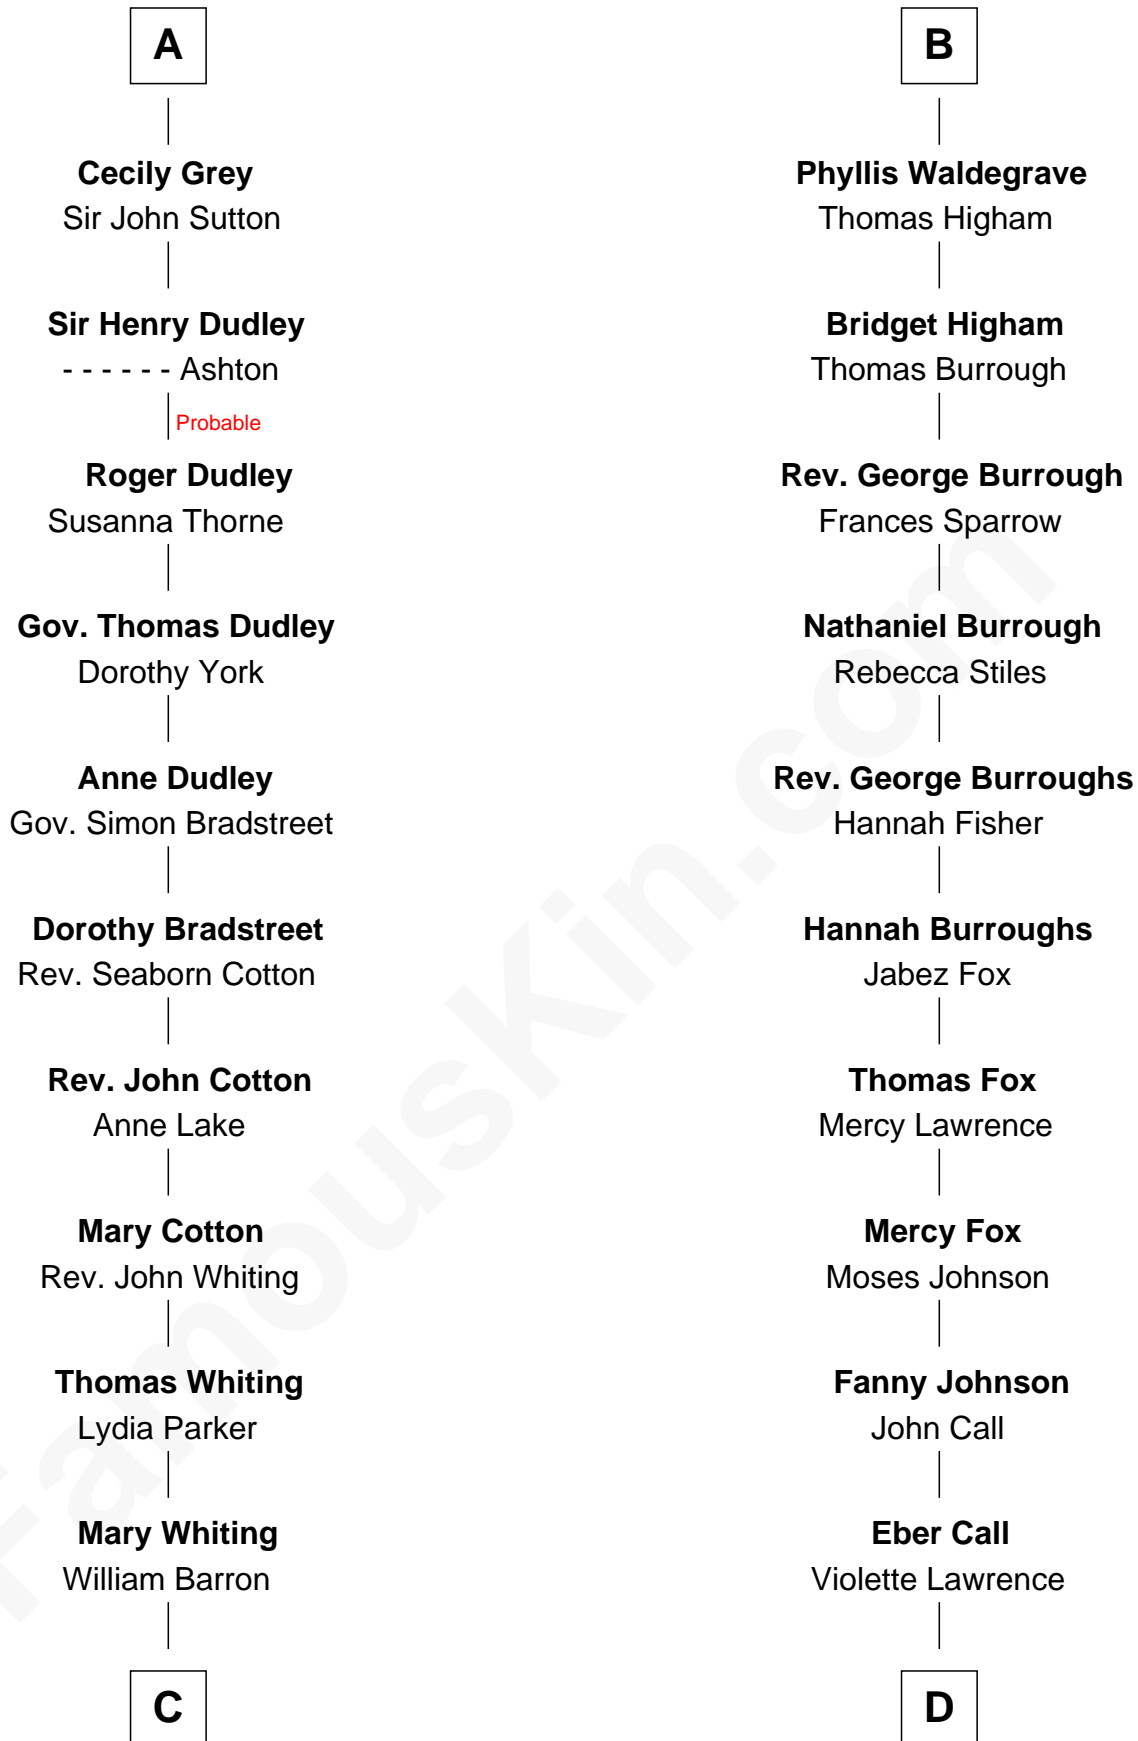 A
Cecily Grey
Sir John Sutton
Sir Henry Dudley
- - - - - - Ashton
Probable
Roger Dudley
Susanna Thorne
Gov. Thomas Dudley
Dorothy York
Anne Dudley
Gov. Simon Bradstreet
Dorothy Bradstreet
Rev. Seaborn Cotton
Rev. John Cotton
Anne Lake
Mary Cotton
Rev. John Whiting
Thomas Whiting
Lydia Parker
Mary Whiting
William Barron
C
B
Phyllis Waldegrave
Thomas Higham
Bridget Higham
Thomas Burrough
Rev. George Burrough
Frances Sparrow
Nathaniel Burrough
Rebecca Stiles
Rev. George Burroughs
Hannah Fisher
Hannah Burroughs
Jabez Fox
Thomas Fox
Mercy Lawrence
Mercy Fox
Moses Johnson
Fanny Johnson
John Call
Eber Call
Violette Lawrence
D
FamousKin.com